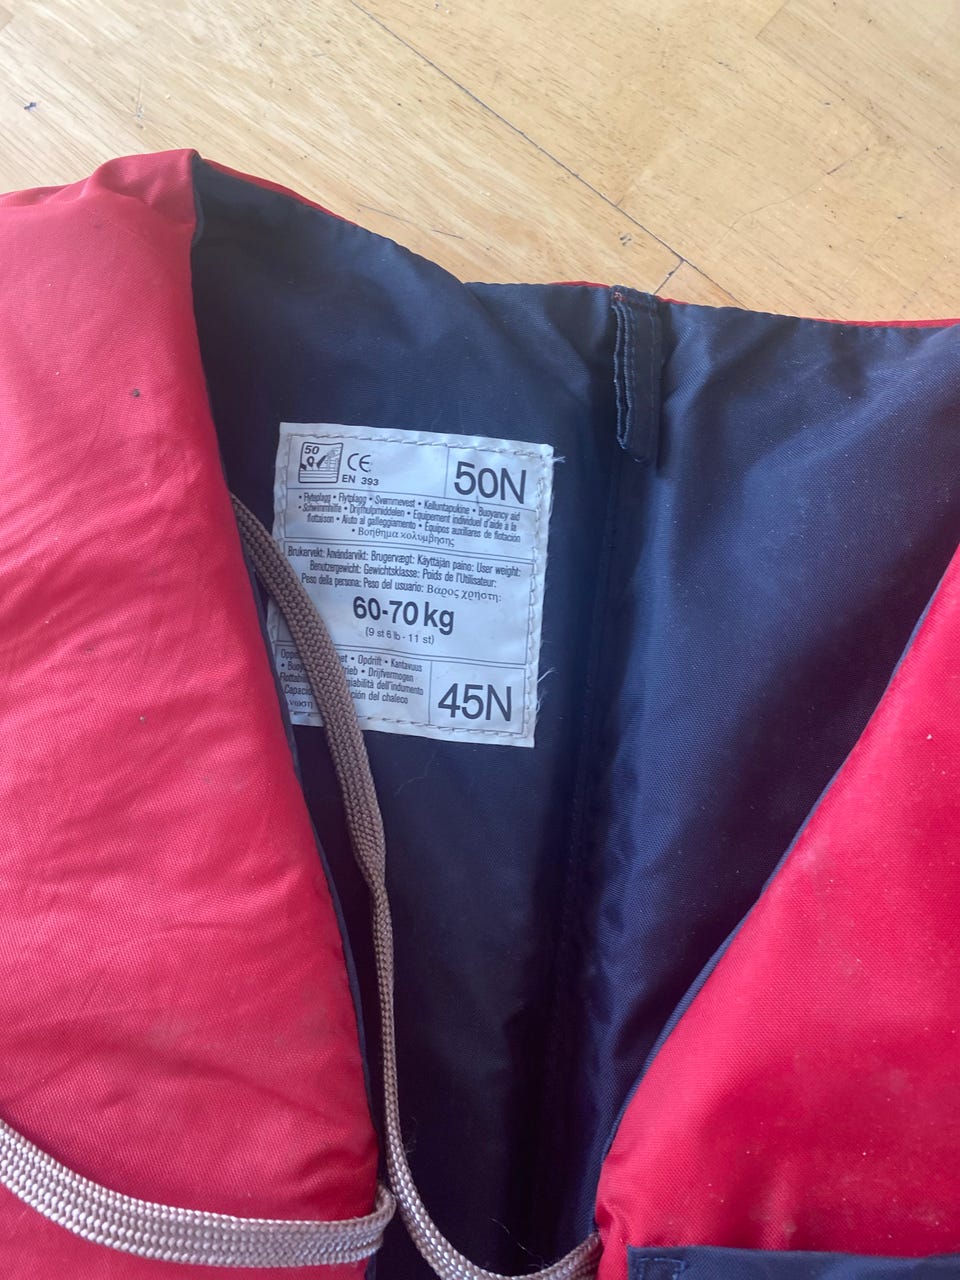 50
CE
EN 393
50N
• Flyteplagg • Flytplagg • Svømmevest • Kelluntapukine • Buoyancy aid
• Schwimmhilfe • Drijfhulpmiddelen • Equipement individuel d'aide à la
flottaison • Aiuto al galleggiamento • Equipos auxiliares de flotación
• Βοήθημα κολύμβησης
Brukervekt: Användarvikt: Brugervægt: Käyttäjän paino: User weight:
Benutzergewicht: Gewichtsklasse: Poids de l'Utilisateur:
Peso della persona: Peso del usuario: Βάρος χρήστη:
60-70 kg
(9 st 6 lb - 11 st)
• Opdrift • Kantavuus
• Drijfvermogen
dell'indumento
del chaleco
45N